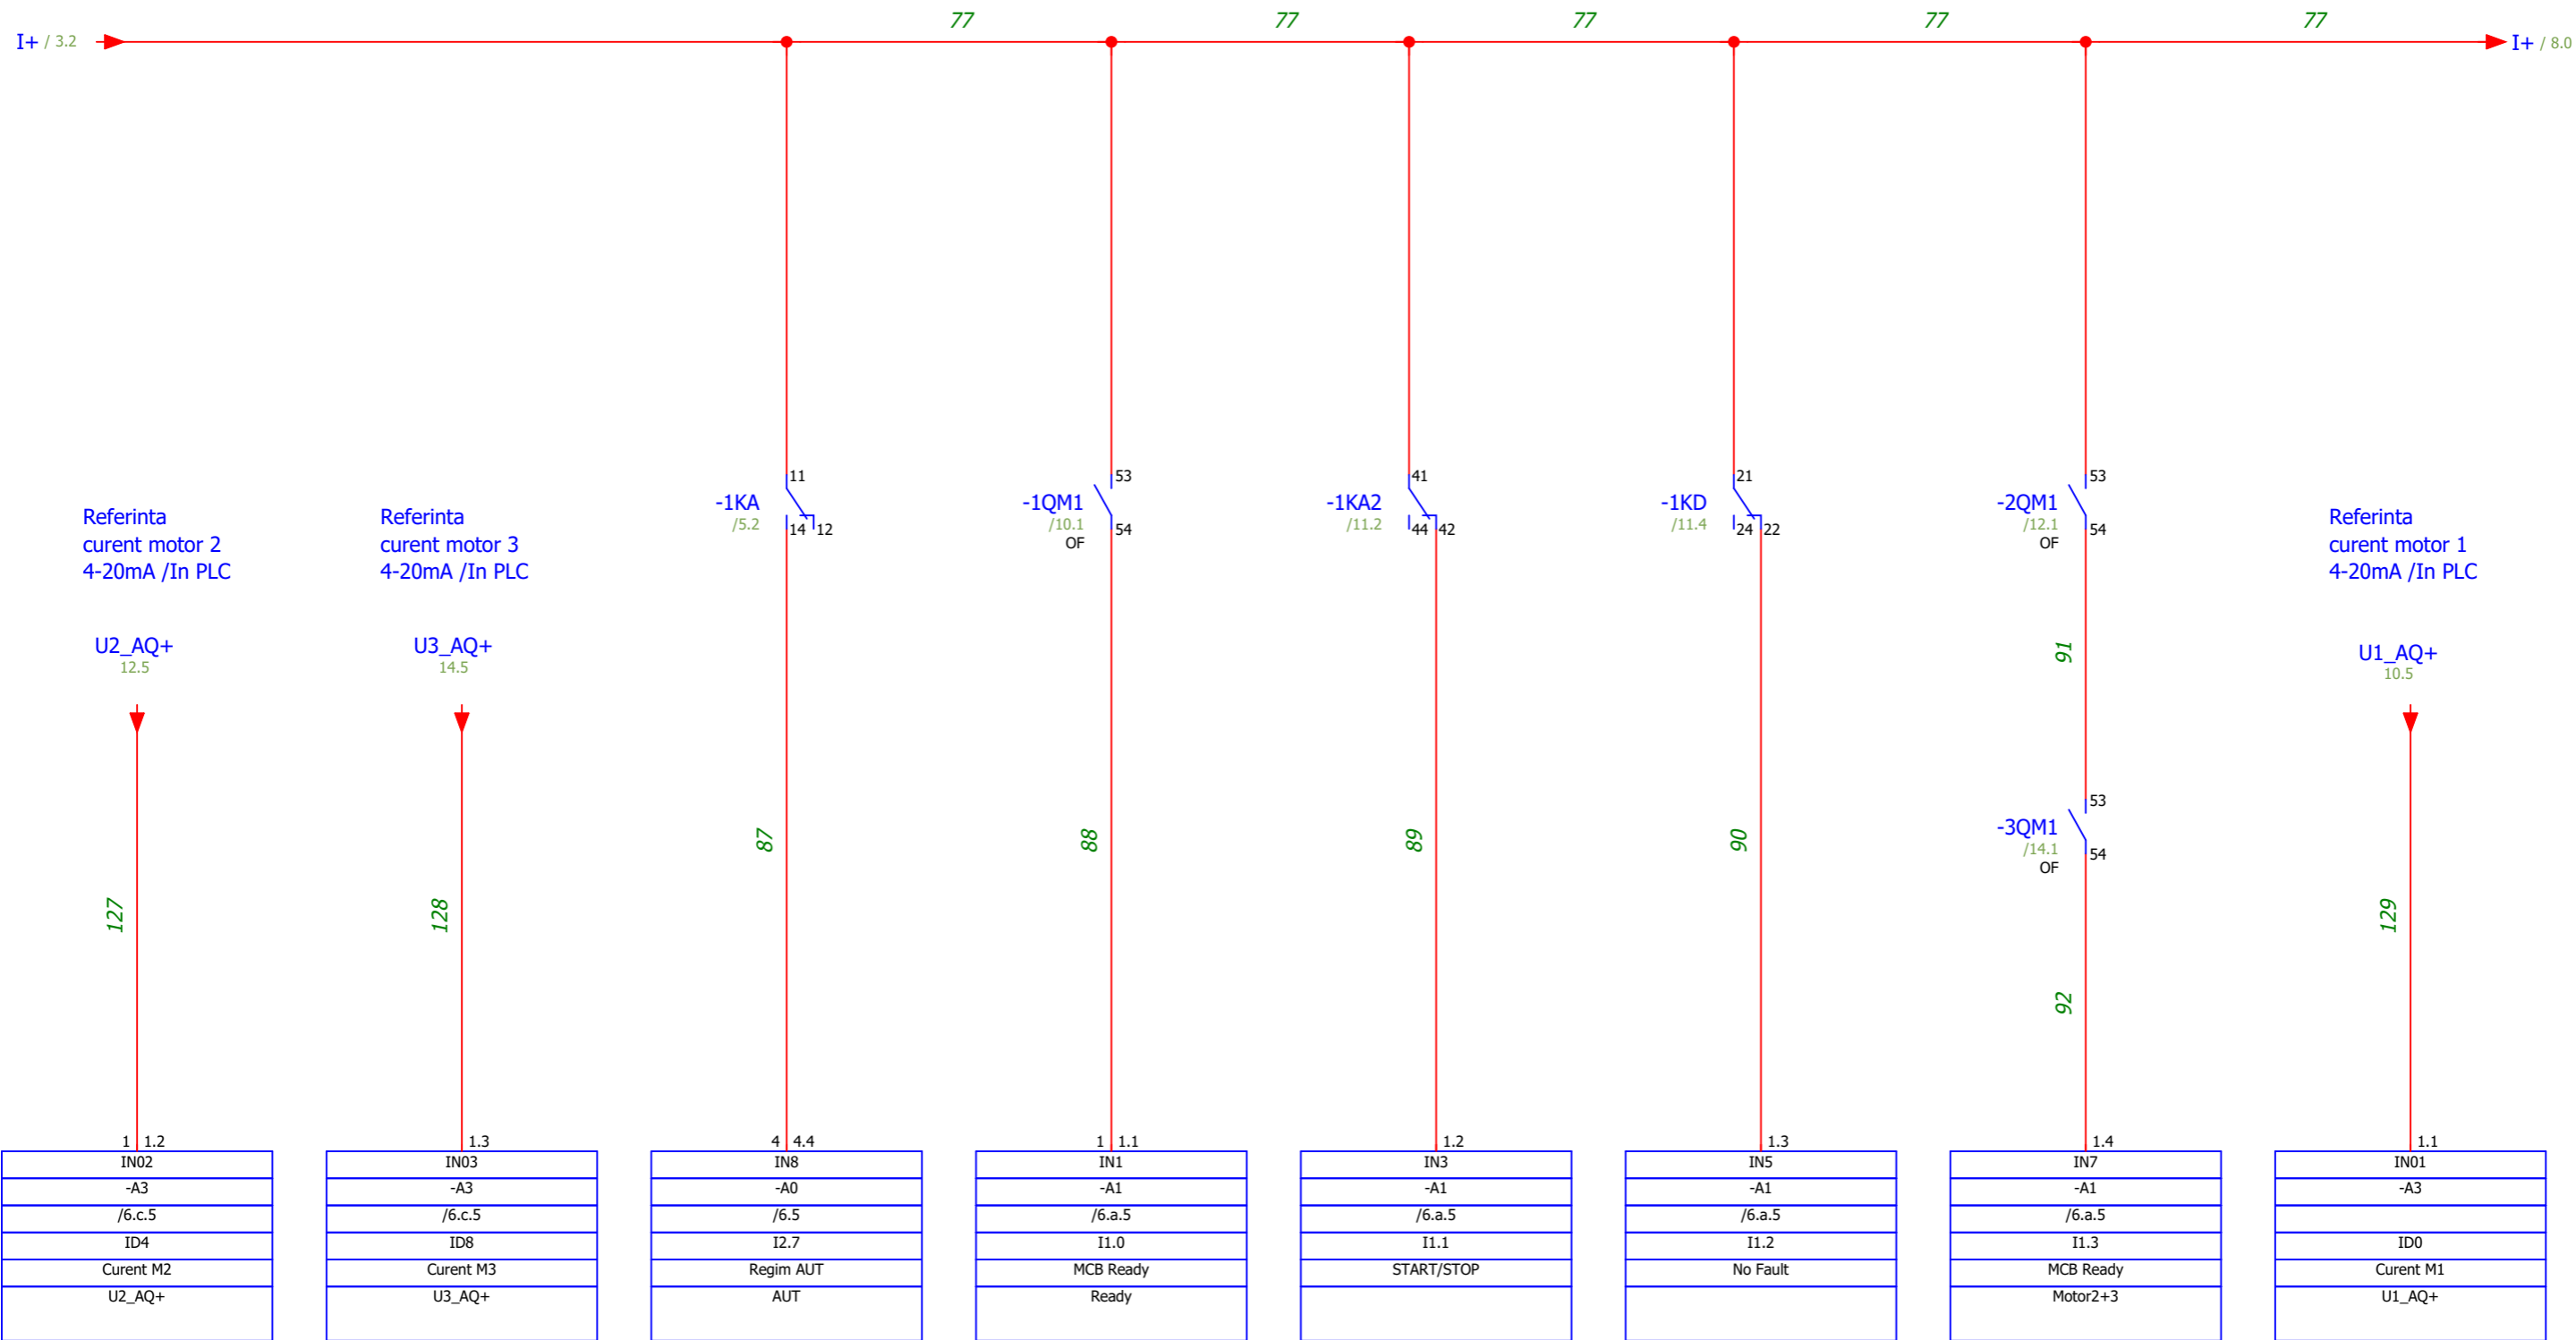 77 77 77 77 77
I+ / 3.2
I+ / 8.0
Referinta
curent motor 2
4-20mA /In PLC
U2_AQ+
12.5
127
Referinta
curent motor 3
4-20mA /In PLC
U3_AQ+
14.5
128
11
-1KA
/5.2
14 12
87
53
-1QM1
/10.1
54
OF
88
41
-1KA2
/11.2
44 42
89
21
-1KD
/11.4
24 22
90
53
-2QM1
/12.1
54
OF
91
53
-3QM1
/14.1
54
OF
92
Referinta
curent motor 1
4-20mA /In PLC
U1_AQ+
10.5
129
1 1.2
IN02
-A3
/6.c.5
ID4
Curent M2
U2_AQ+
1.3
IN03
-A3
/6.c.5
ID8
Curent M3
U3_AQ+
4 4.4
IN8
-A0
/6.5
I2.7
Regim AUT
AUT
1 1.1
IN1
-A1
/6.a.5
I1.0
MCB Ready
Ready
1.2
IN3
-A1
/6.a.5
I1.1
START/STOP
1.3
IN5
-A1
/6.a.5
I1.2
No Fault
1.4
IN7
-A1
/6.a.5
I1.3
MCB Ready
Motor2+3
1.1
IN01
-A3
ID0
Curent M1
U1_AQ+